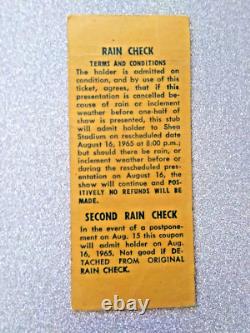 RAIN CHECK
TERMS AND CONDITIONS
The holder is admitted on
condition, and by use of this
ticket, agrees, that if this
presentation is cancelled be-
cause of rain or inclement
weather before one-half of
show is presented, this stub
will admit holder to Shea
Stadium on rescheduled date
August 16, 1965 at 8:00 p.m.;
but should there be rain, or
inclement weather before or
during the rescheduled pre-
sentation on August 16, the
the show will continue and POS-
ITIVELY NO REFUNDS WILL BE
MADE.
SECOND RAIN CHECK
In the event of a postpone-
ment on Aug. 15 this coupon
will admit holder on Aug.
16, 1965. Not good if DE-
TACHED FROM ORIGINAL
RAIN CHECK.
picclick.com